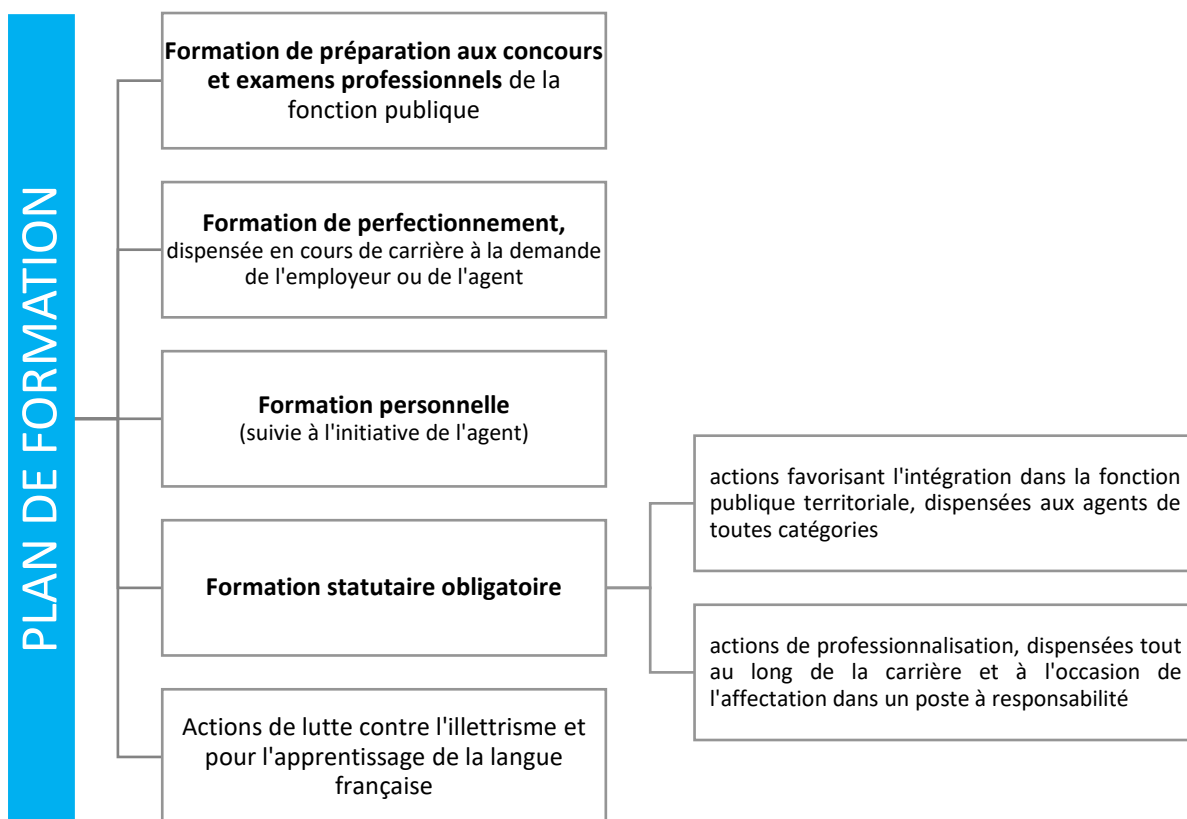 PLAN DE FORMATION
Formation de préparation aux concours
et examens professionnels de la
fonction publique
Formation de perfectionnement,
dispensée en cours de carrière à la demande
de l'employeur ou de l'agent
Formation personnelle
(suivie à l'initiative de l'agent)
Formation statutaire obligatoire
actions favorisant l'intégration dans la fonction
publique territoriale, dispensées aux agents de
toutes catégories
actions de professionnalisation, dispensées tout
au long de la carrière et à l'occasion de
l'affectation dans un poste à responsabilité
Actions de lutte contre l'illettrisme et
pour l'apprentissage de la langue
française